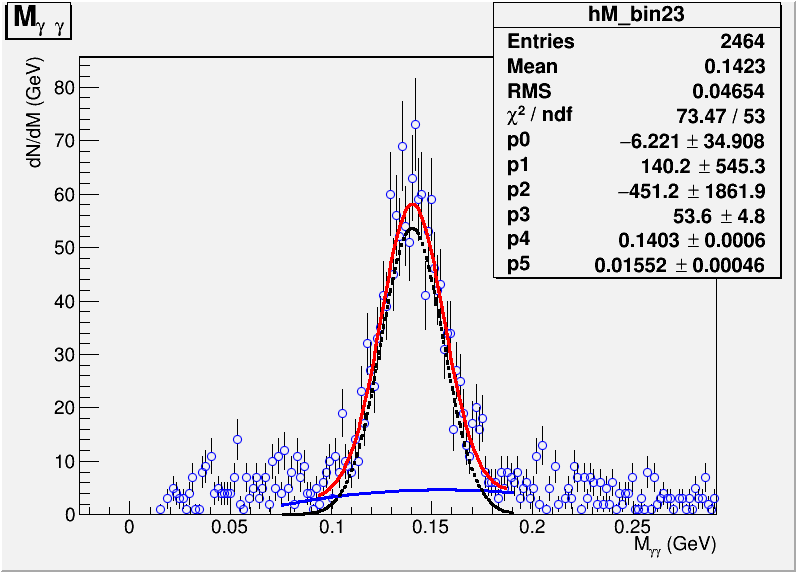 Mγ γ
hM_bin23
Entries 2464
Mean 0.1423
RMS 0.04654
χ² / ndf 73.47 / 53
p0 −6.221 ± 34.908
p1 140.2 ± 545.3
p2 −451.2 ± 1861.9
p3 53.6 ± 4.8
p4 0.1403 ± 0.0006
p5 0.01552 ± 0.00046
dN/dM (GeV)
80
70
60
50
40
30
20
10
0
0 0.05 0.1 0.15 0.2 0.25
Mγγ (GeV)